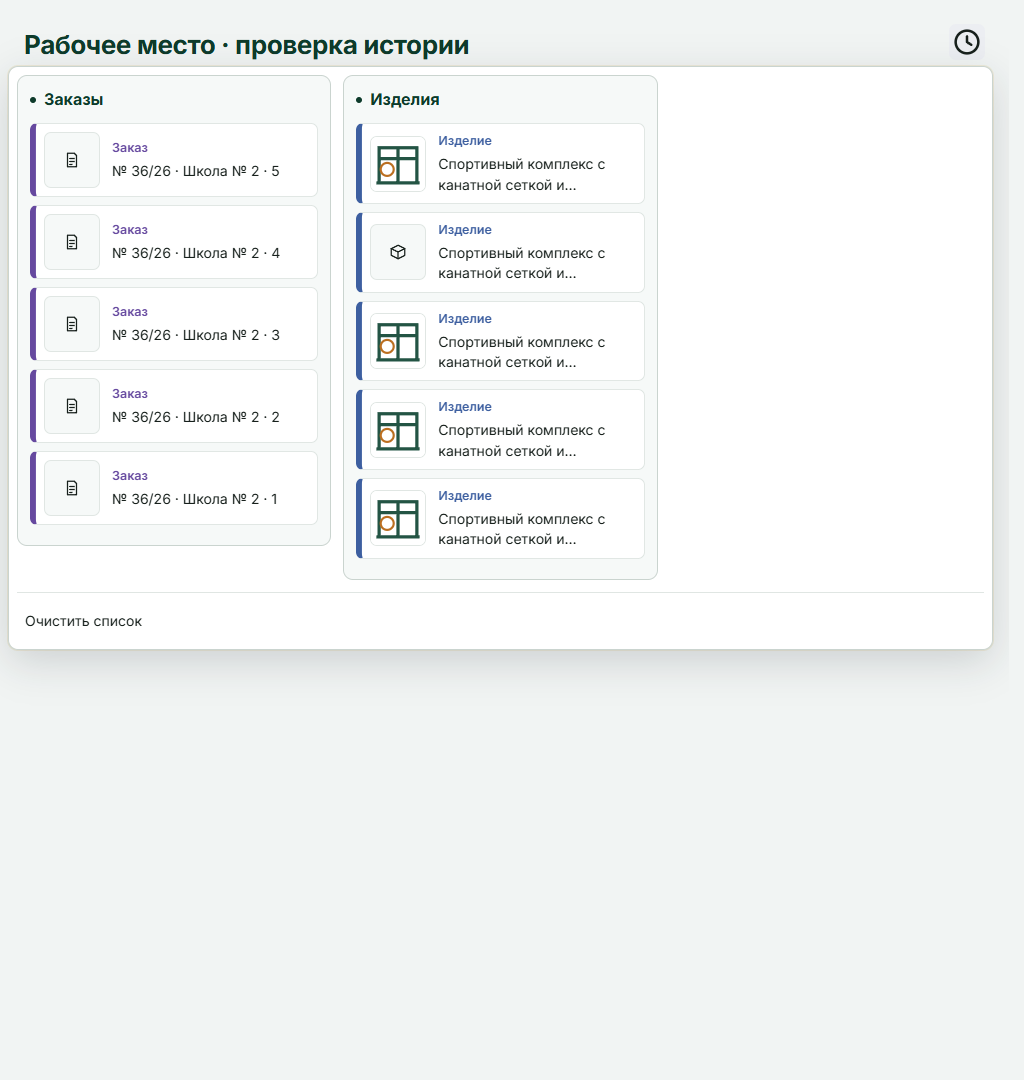 Рабочее место · проверка истории
• Заказы
Заказ
№ 36/26 · Школа № 2 · 5
Заказ
№ 36/26 · Школа № 2 · 4
Заказ
№ 36/26 · Школа № 2 · 3
Заказ
№ 36/26 · Школа № 2 · 2
Заказ
№ 36/26 · Школа № 2 · 1
• Изделия
Изделие
Спортивный комплекс с
канатной сеткой и...
Изделие
Спортивный комплекс с
канатной сеткой и...
Изделие
Спортивный комплекс с
канатной сеткой и...
Изделие
Спортивный комплекс с
канатной сеткой и...
Изделие
Спортивный комплекс с
канатной сеткой и...
Очистить список